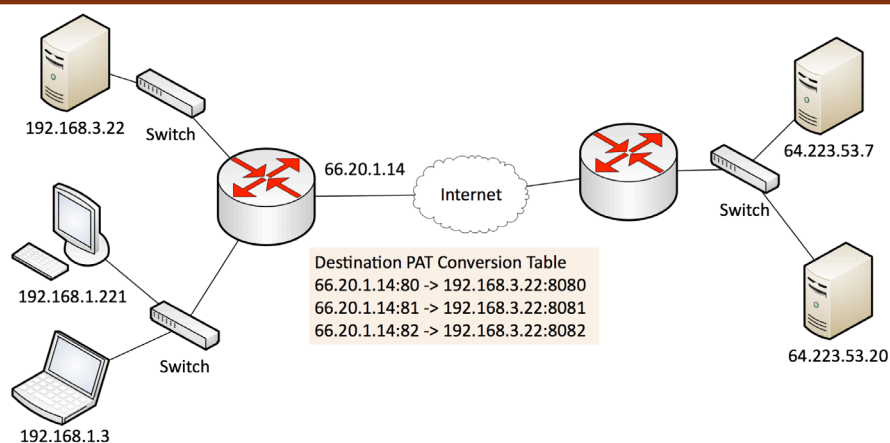 192.168.3.22
Switch
66.20.1.14
Internet
64.223.53.7
Switch
192.168.1.221
Destination PAT Conversion Table
66.20.1.14:80 -> 192.168.3.22:8080
66.20.1.14:81 -> 192.168.3.22:8081
66.20.1.14:82 -> 192.168.3.22:8082
Switch
64.223.53.20
192.168.1.3